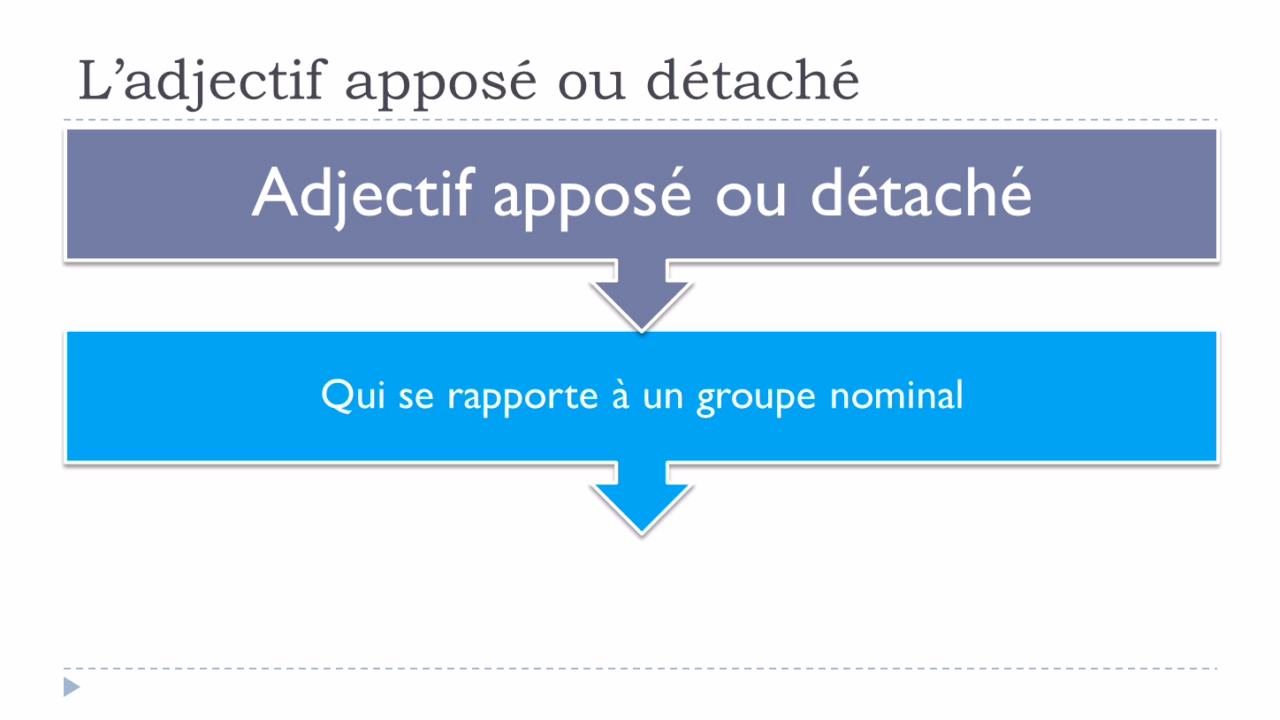 L’adjectif apposé ou détaché
Adjectif apposé ou détaché
Qui se rapporte à un groupe nominal